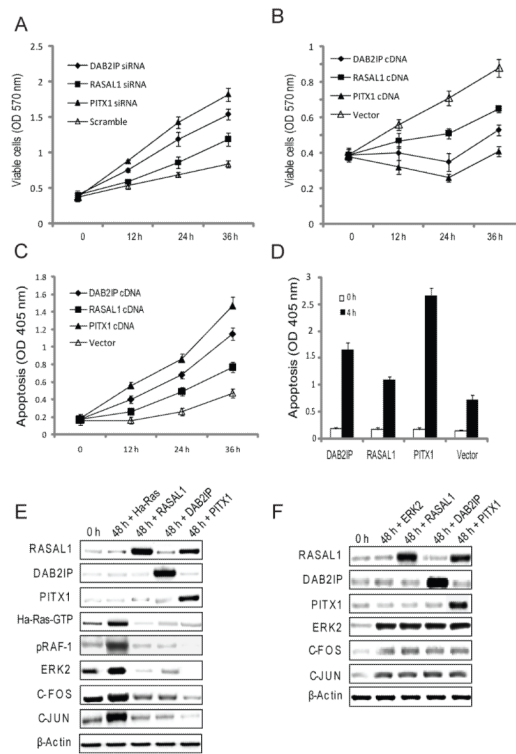 A
Viable cells (OD 570 nm)
2.5
2
1.5
1
0.5
0
DAB2IP siRNA
RASAL1 siRNA
PITX1 siRNA
Scramble
0 12 h 24 h 36 h
B
Viable cells (OD 570 nm)
1
0.8
0.6
0.4
0.2
0
DAB2IP cDNA
RASAL1 cDNA
PITX1 cDNA
Vector
0 12 h 24 h 36 h
C
Apoptosis (OD 405 nm)
2.0
1.8
1.6
1.4
1.2
1.0
0.8
0.6
0.4
0.2
0
DAB2IP cDNA
RASAL1 cDNA
PITX1 cDNA
Vector
0 12 h 24 h 36 h
D
Apoptosis (OD 405 nm)
3
2.5
2
1.5
1
0.5
0
0 h
4 h
DAB2IP RASAL1 PITX1 Vector
E
0 h
48 h + Ha-Ras
48 h + RASAL1
48 h + DAB2IP
48 h + PITX1
RASAL1
DAB2IP
PITX1
Ha-Ras-GTP
pRAF-1
ERK2
C-FOS
C-JUN
β-Actin
F
0 h
48 h + ERK2
48 h + RASAL1
48 h + DAB2IP
48 h + PITX1
RASAL1
DAB2IP
PITX1
ERK2
C-FOS
C-JUN
β-Actin